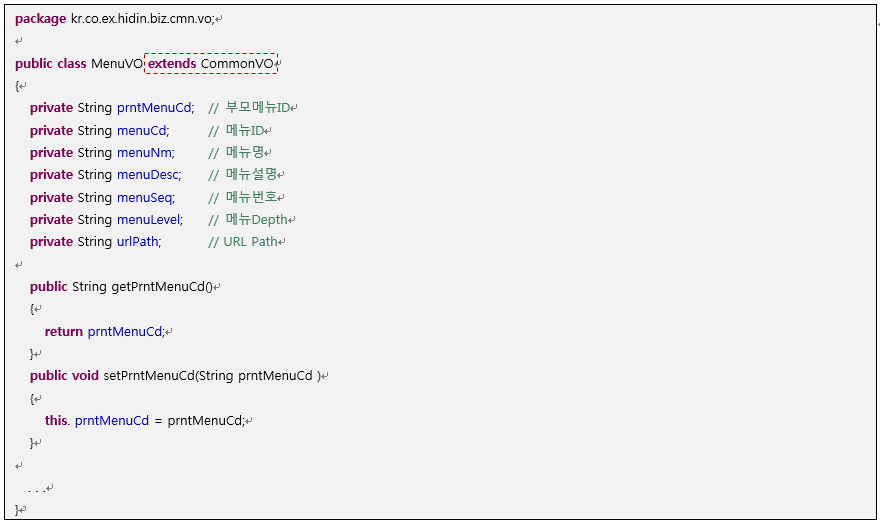 package kr.co.ex.hidin.biz.cmn.vo;
public class MenuVO extends CommonVO
{
private String prntMenuCd; // 부모메뉴ID
private String menuCd; // 메뉴ID
private String menuNm; // 메뉴명
private String menuDesc; // 메뉴설명
private String menuSeq; // 메뉴번호
private String menuLevel; // 메뉴Depth
private String urlPath; // URL Path
public String getPrntMenuCd()
{
return prntMenuCd;
}
public void setPrntMenuCd(String prntMenuCd )
{
this. prntMenuCd = prntMenuCd;
}
. . .
}